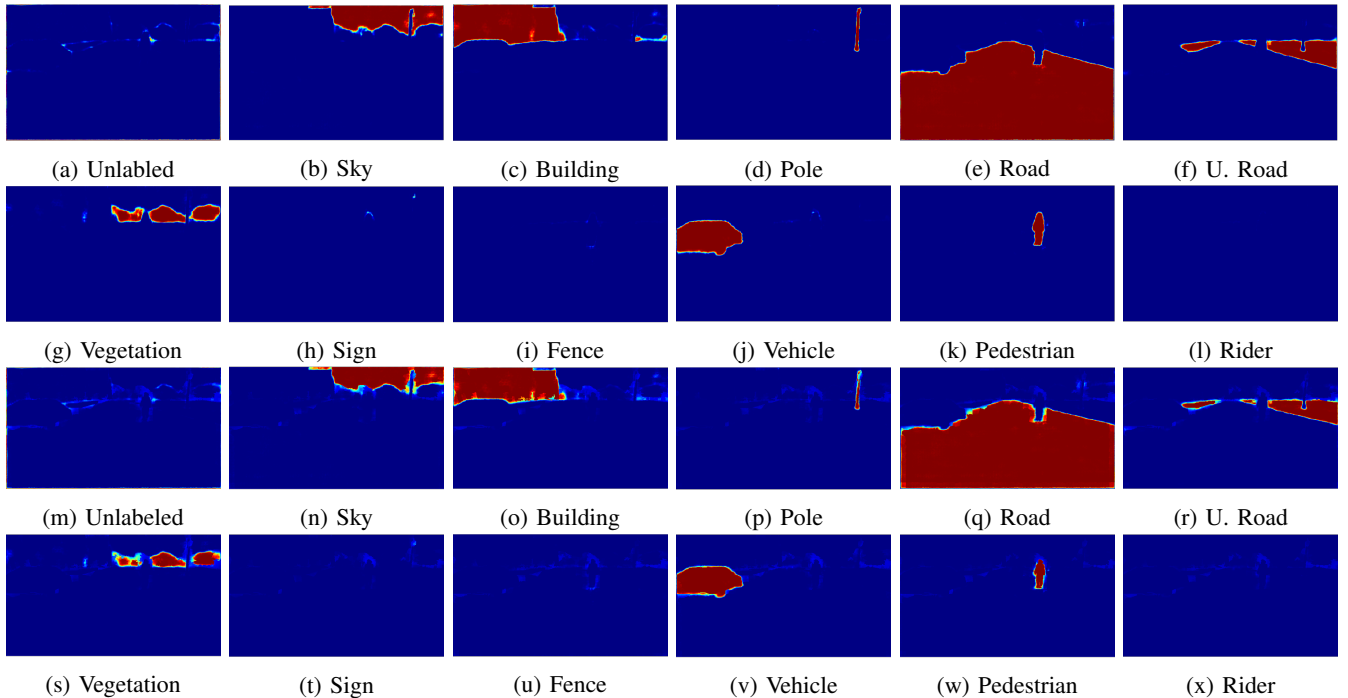 (a) Unlabled (b) Sky (c) Building (d) Pole (e) Road (f) U. Road
(g) Vegetation (h) Sign (i) Fence (j) Vehicle (k) Pedestrian (l) Rider
(m) Unlabeled (n) Sky (o) Building (p) Pole (q) Road (r) U. Road
(s) Vegetation (t) Sign (u) Fence (v) Vehicle (w) Pedestrian (x) Rider